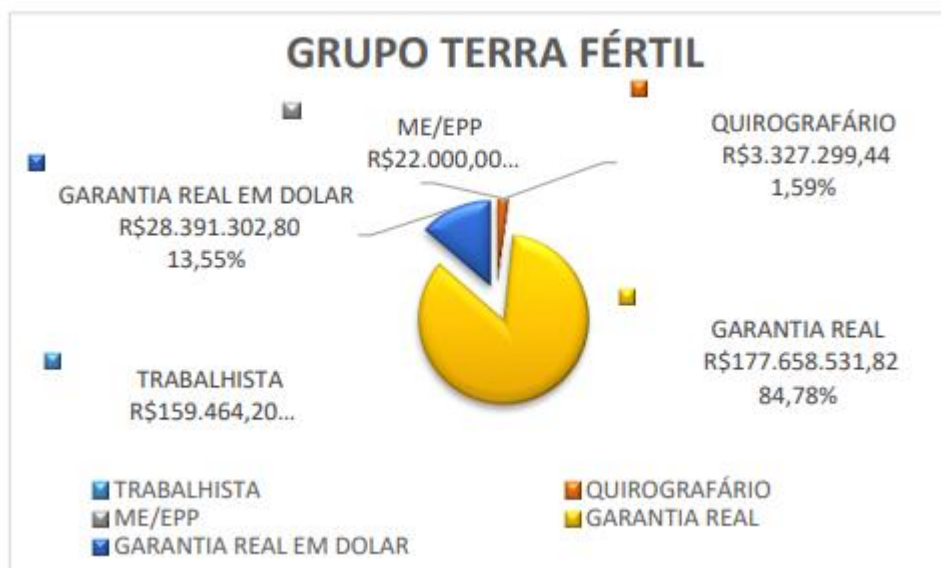 GRUPO TERRA FÉRTIL
ME/EPP
R$22.000,00...
QUIROGRAFÁRIO
R$3.327.299,44
1,59%
GARANTIA REAL EM DOLAR
R$28.391.302,80
13,55%
GARANTIA REAL
R$177.658.531,82
84,78%
TRABALHISTA
R$159.464,20...
TRABALHISTA
QUIROGRAFÁRIO
ME/EPP
GARANTIA REAL
GARANTIA REAL EM DOLAR